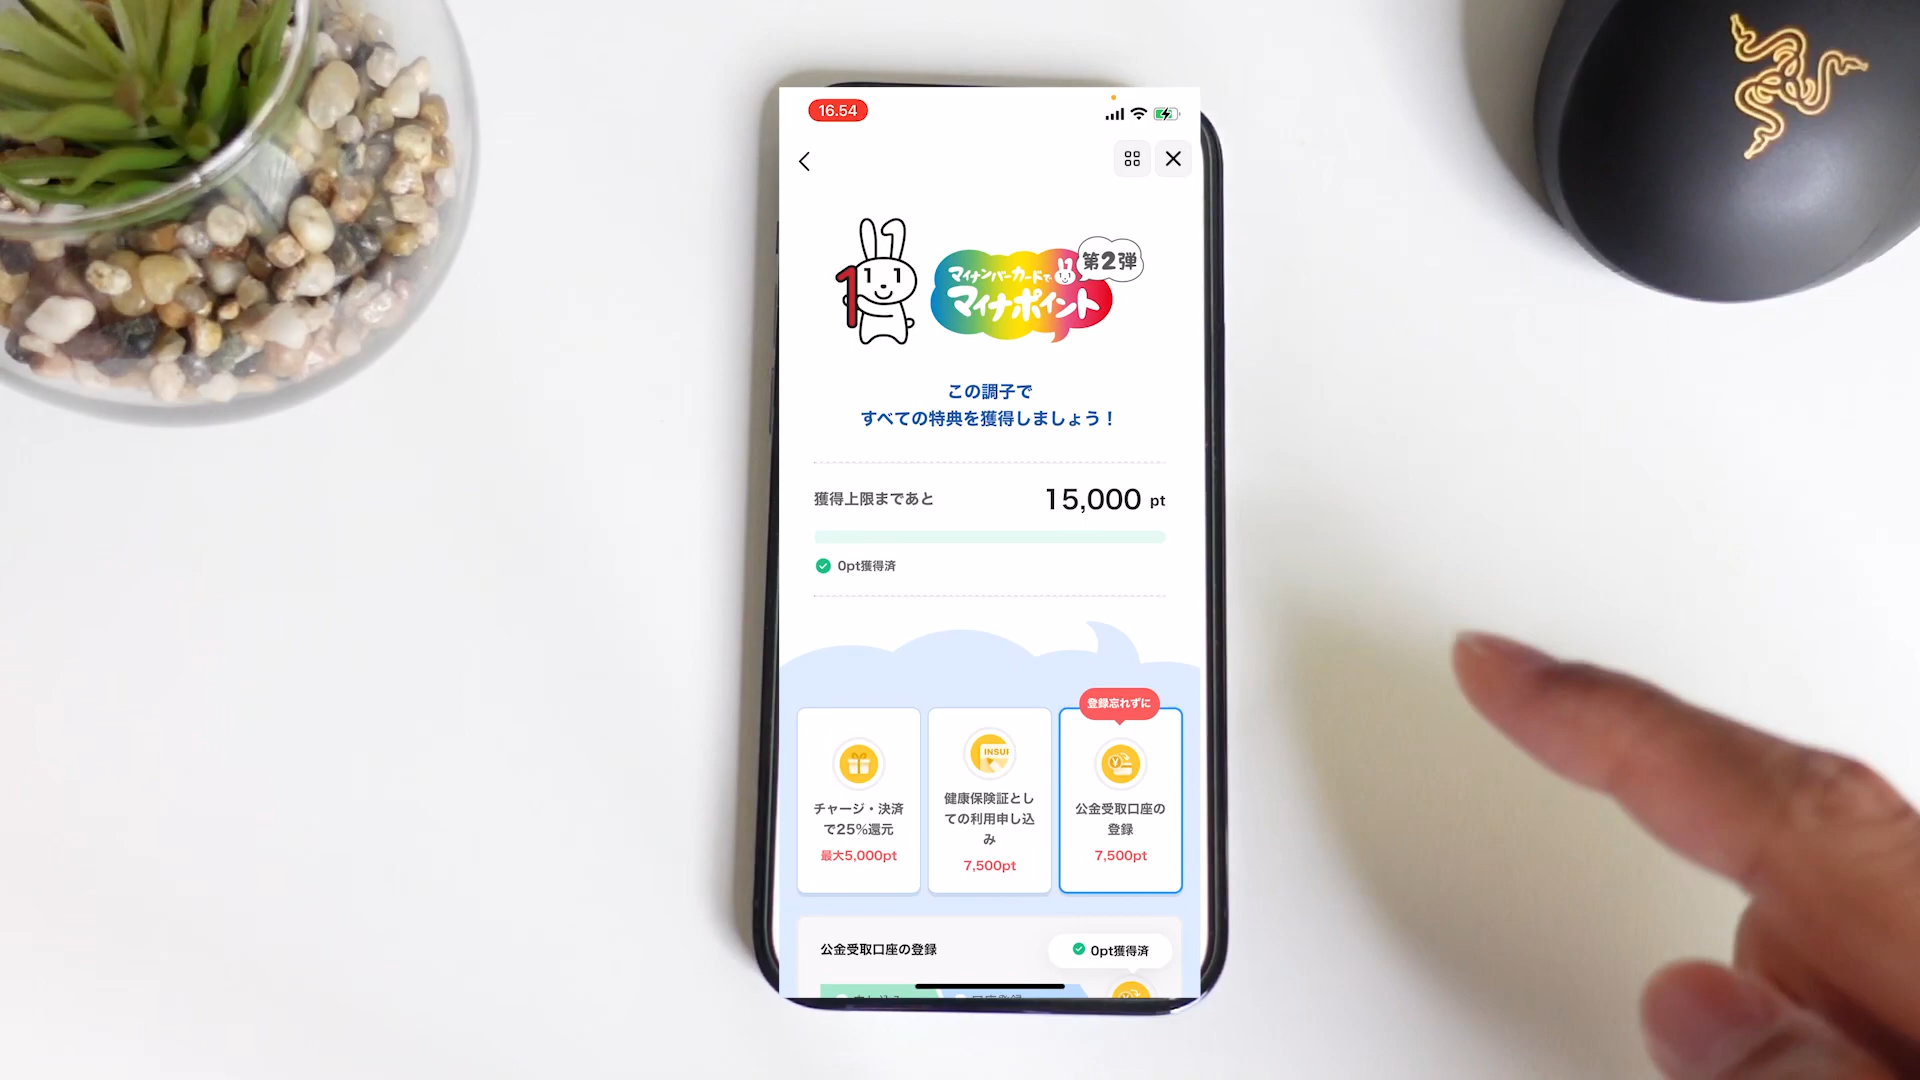 16.54
マイナンバーカードで
マイナポイント
第2弾
この調子で
すべての特典を獲得しましょう！
獲得上限まであと
15,000 pt
0pt獲得済
登録忘れずに
チャージ・決済
で25%還元
最大5,000pt
INSUR
健康保険証とし
ての利用申し込
み
7,500pt
公金受取口座の
登録
7,500pt
公金受取口座の登録
0pt獲得済